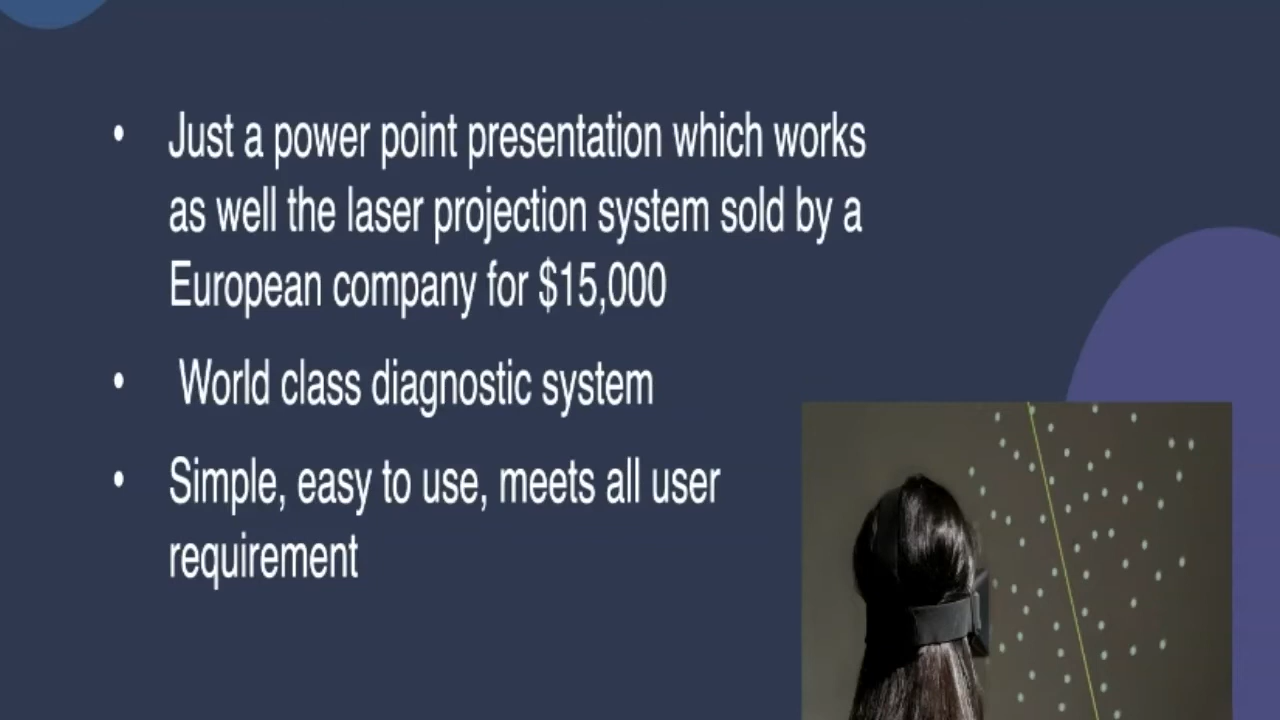 • Just a power point presentation which works
as well the laser projection system sold by a
European company for $15,000
• World class diagnostic system
• Simple, easy to use, meets all user
requirement